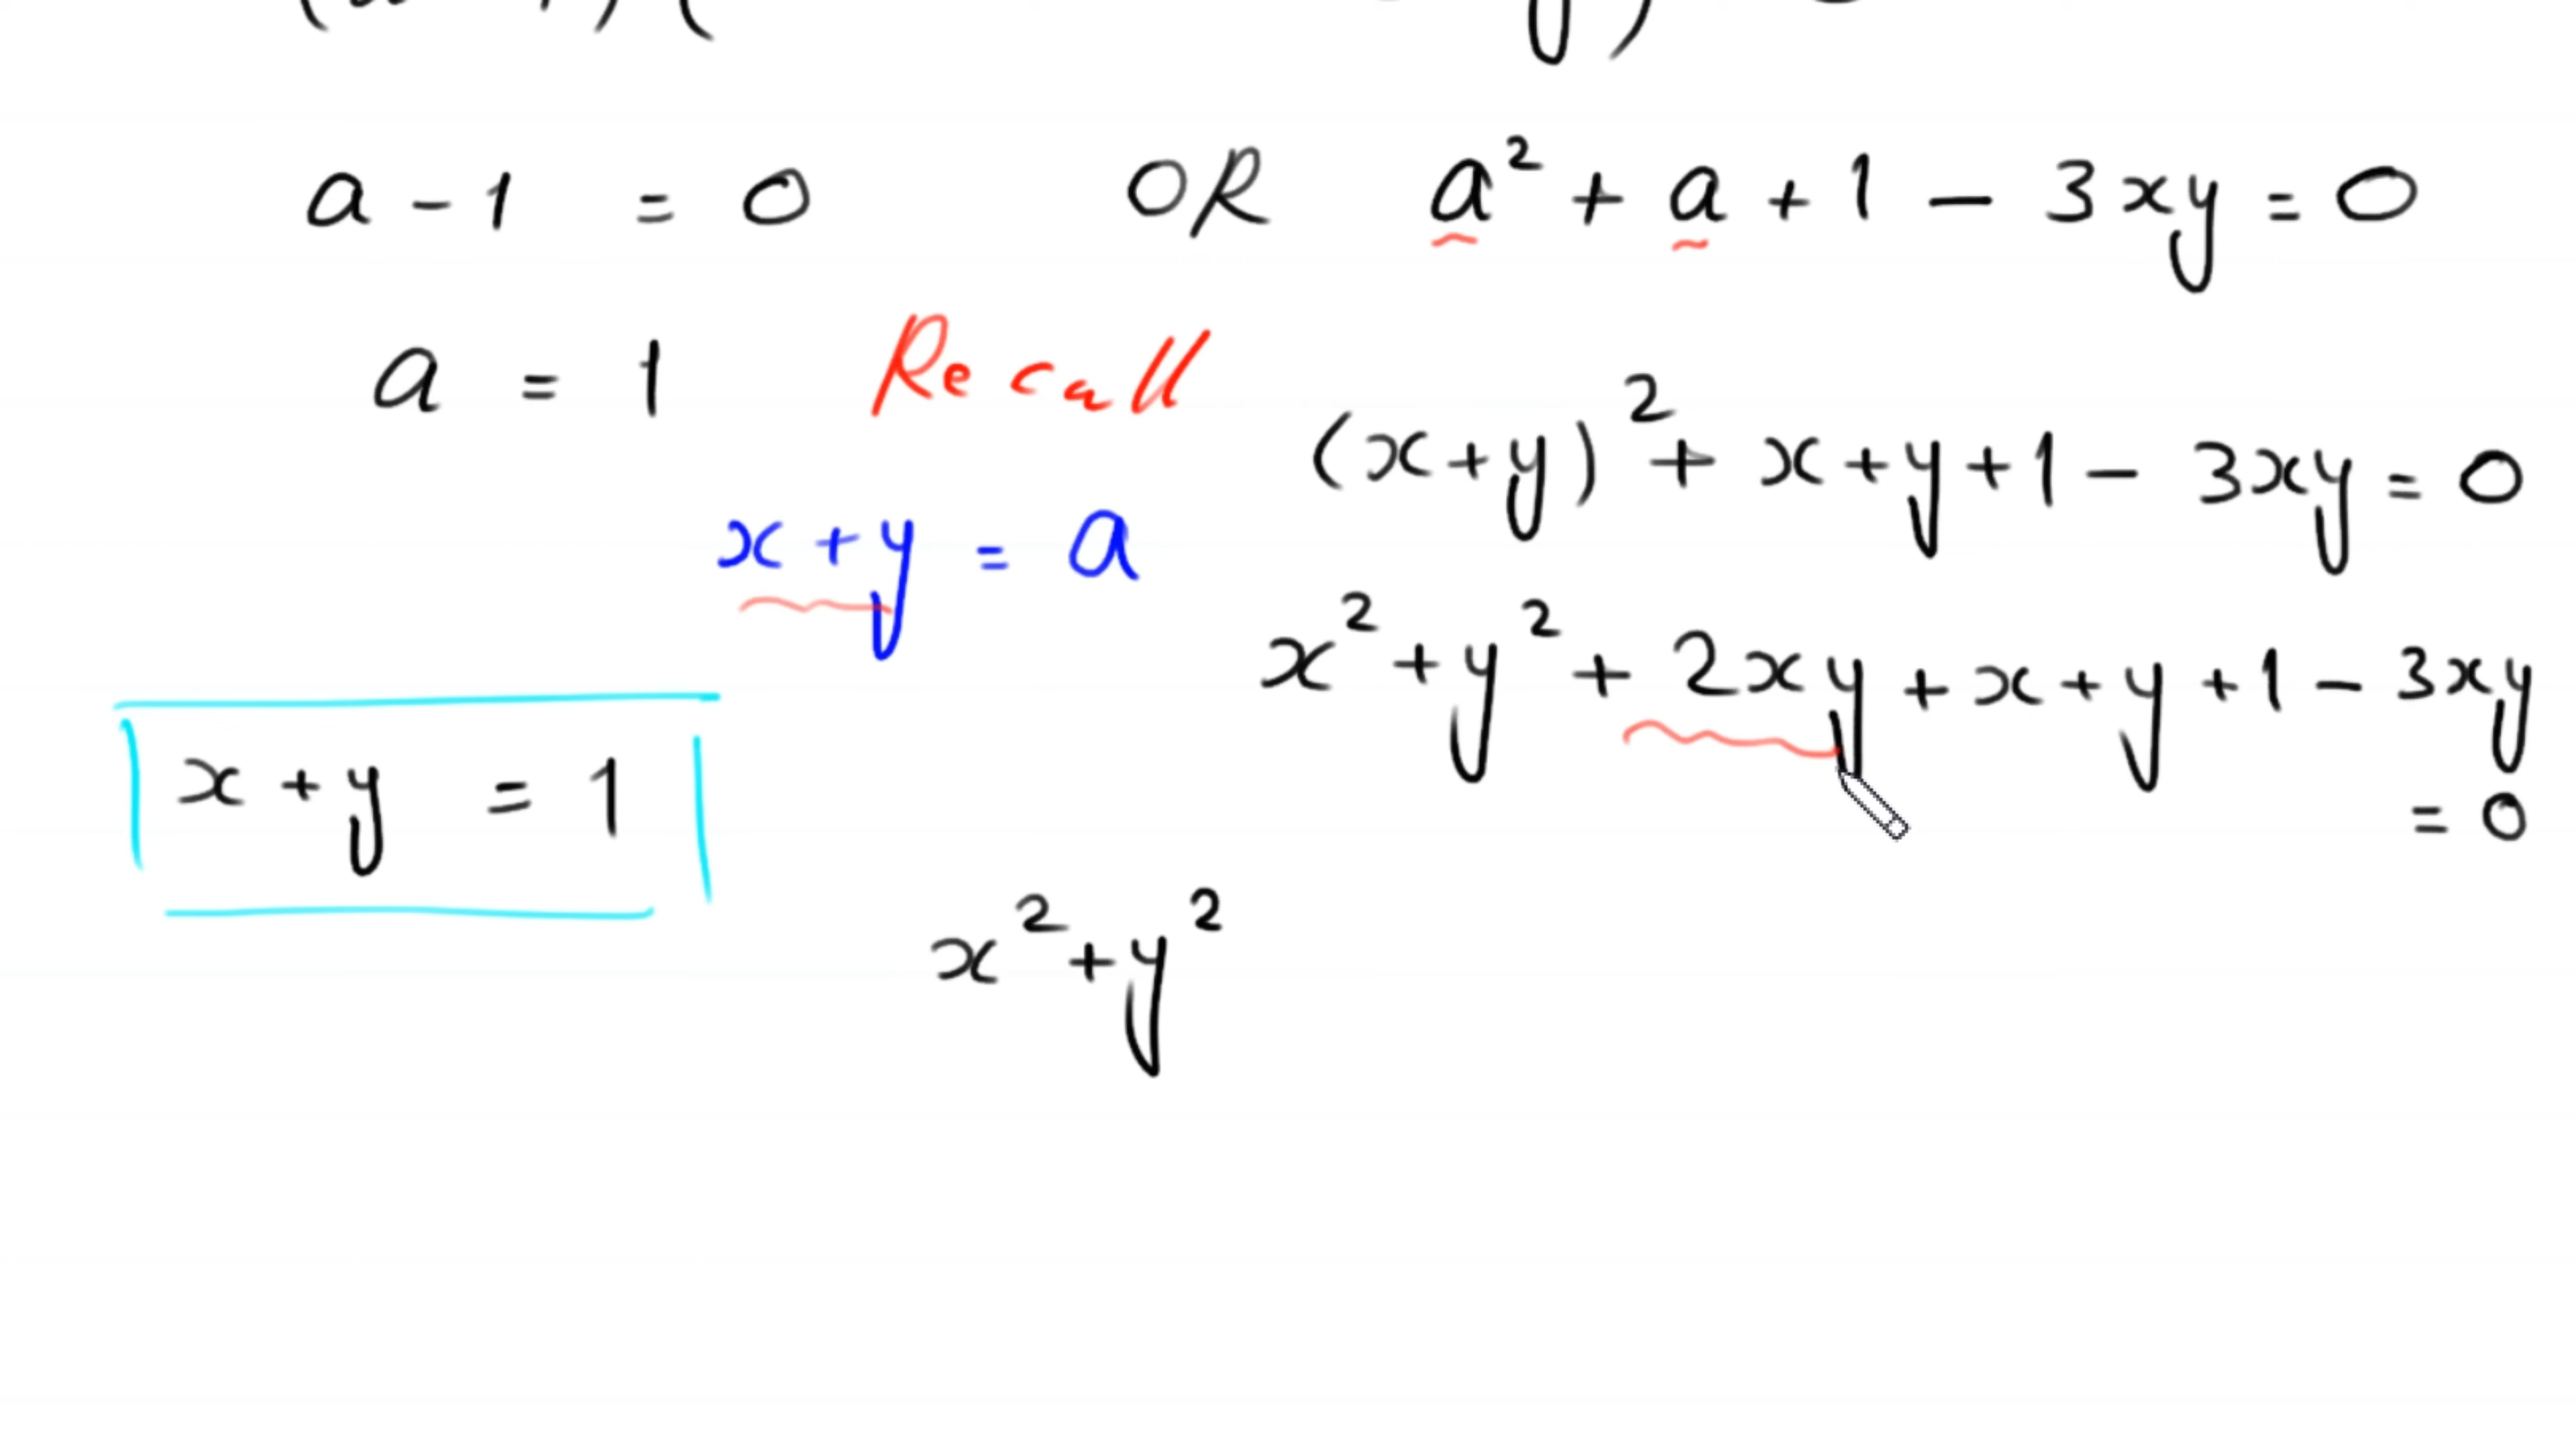 a - 1 = 0 OR a² + a + 1 - 3xy = 0
a = 1 Recall
(x+y)² + x+y+1 - 3xy = 0
x+y = a
x² + y² + 2xy + x+y+1 - 3xy
= 0
x+y = 1
x²+y²